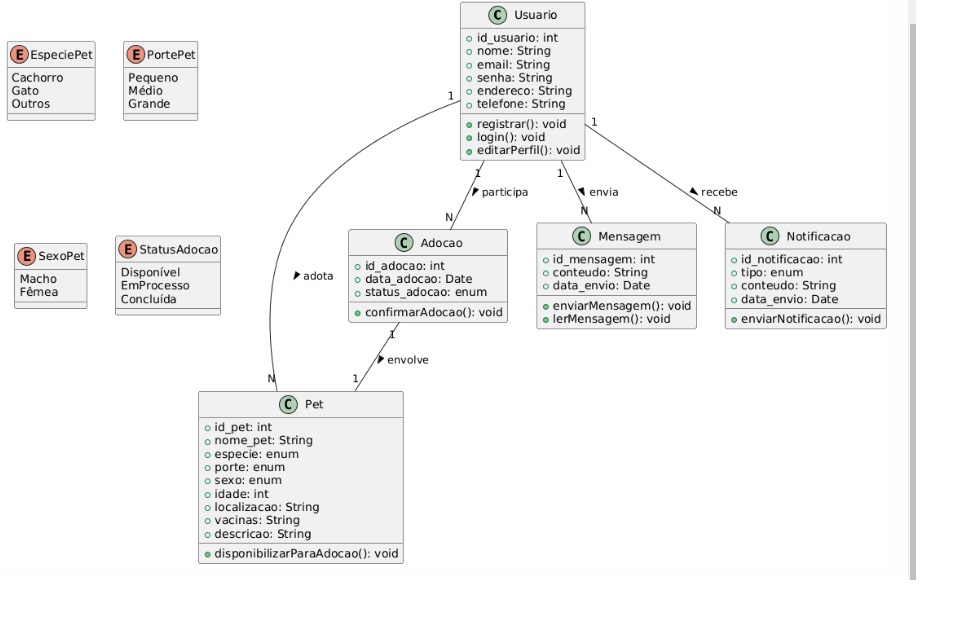 C Usuario
id_usuario: int
nome: String
email: String
senha: String
endereco: String
telefone: String
registrar(): void
login(): void
editarPerfil(): void
E EspeciePet
Cachorro
Gato
Outros
E PortePet
Pequeno
Médio
Grande
1
1
1
1
participa
envia
recebe
N
N
N
E SexoPet
Macho
Fêmea
E StatusAdocao
Disponível
EmProcesso
Concluída
adota
C Adocao
id_adocao: int
data_adocao: Date
status_adocao: enum
confirmarAdocao(): void
C Mensagem
id_mensagem: int
conteudo: String
data_envio: Date
enviarMensagem(): void
lerMensagem(): void
C Notificacao
id_notificacao: int
tipo: enum
conteudo: String
data_envio: Date
enviarNotificacao(): void
1
envolve
N
1
C Pet
id_pet: int
nome_pet: String
especie: enum
porte: enum
sexo: enum
idade: int
localizacao: String
vacinas: String
descricao: String
disponibilizarParaAdocao(): void